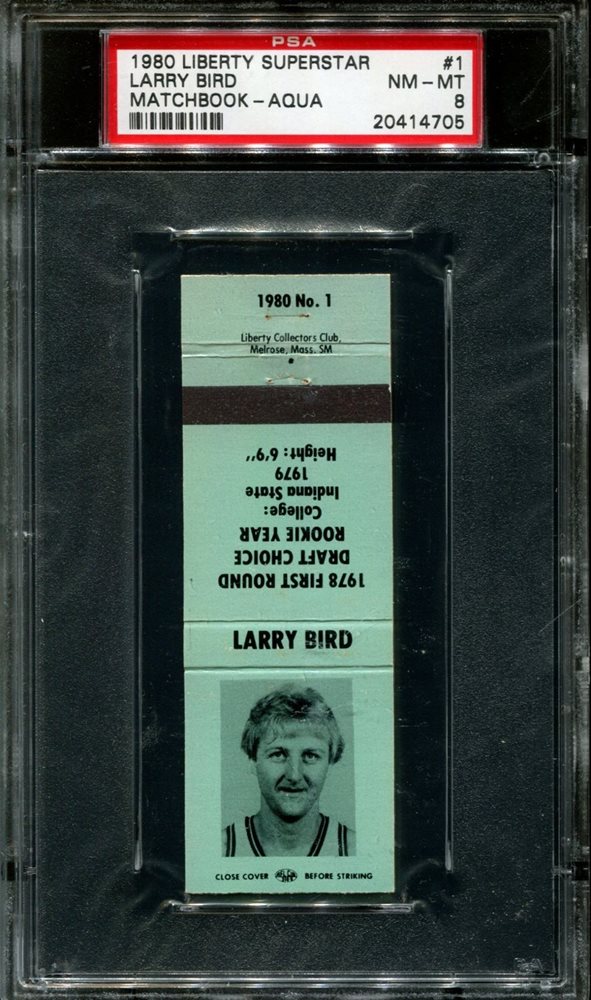 PSA
1980 LIBERTY SUPERSTAR #1
LARRY BIRD NM – MT
MATCHBOOK – AQUA 8
20414705
1980 No. 1
Liberty Collectors Club,
Melrose, Mass. SM
1978 FIRST ROUND
DRAFT CHOICE
ROOKIE YEAR
College:
Indiana State
1979
Height: 6'9''
LARRY BIRD
CLOSE COVER BEFORE STRIKING